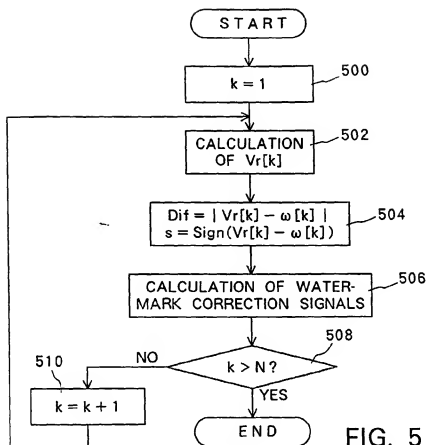 START
500
k = 1
502
CALCULATION
OF Vr[k]
Dif = | Vr[k] − ω[k] |
s = Sign(Vr[k] − ω[k])
504
CALCULATION OF WATER-
MARK CORRECTION SIGNALS
506
508
510
NO
k > N?
k = k + 1
YES
END
FIG. 5